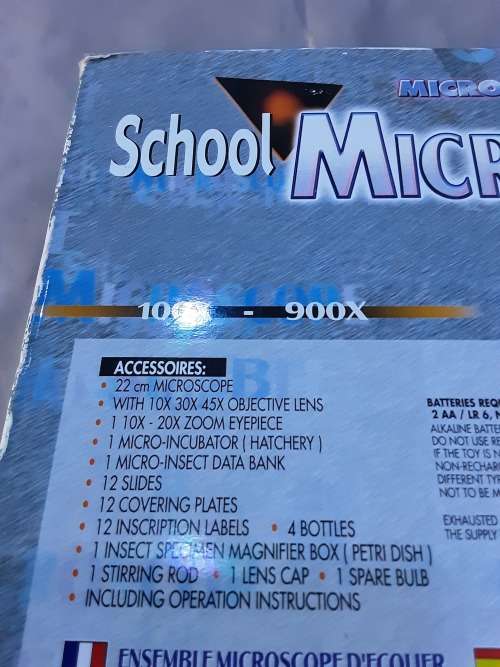 MICRO
School MICR
- 900X
ACCESSOIRES:
• 22 cm MICROSCOPE
• WITH 10X 30X 45X OBJECTIVE LENS
• 1 10X - 20X ZOOM EYEPIECE
• 1 MICRO-INCUBATOR ( HATCHERY )
• 1 MICRO-INSECT DATA BANK
• 12 SLIDES
• 12 COVERING PLATES
• 12 INSCRIPTION LABELS • 4 BOTTLES
• 1 INSECT SPECIMEN MAGNIFIER BOX ( PETRI DISH )
• 1 STIRRING ROD • 1 LENS CAP • 1 SPARE BULB
• INCLUDING OPERATION INSTRUCTIONS
BATTERIES REQ
2 AA / LR 6, N
ALKALINE BATTE
DO NOT USE RE
IF THE TOY IS N
NON-RECHAR
DIFFERENT TYP
NOT TO BE M
EXHAUSTED
THE SUPPLY
ENSEMBLE MICROSCOPE D'ECOLIER